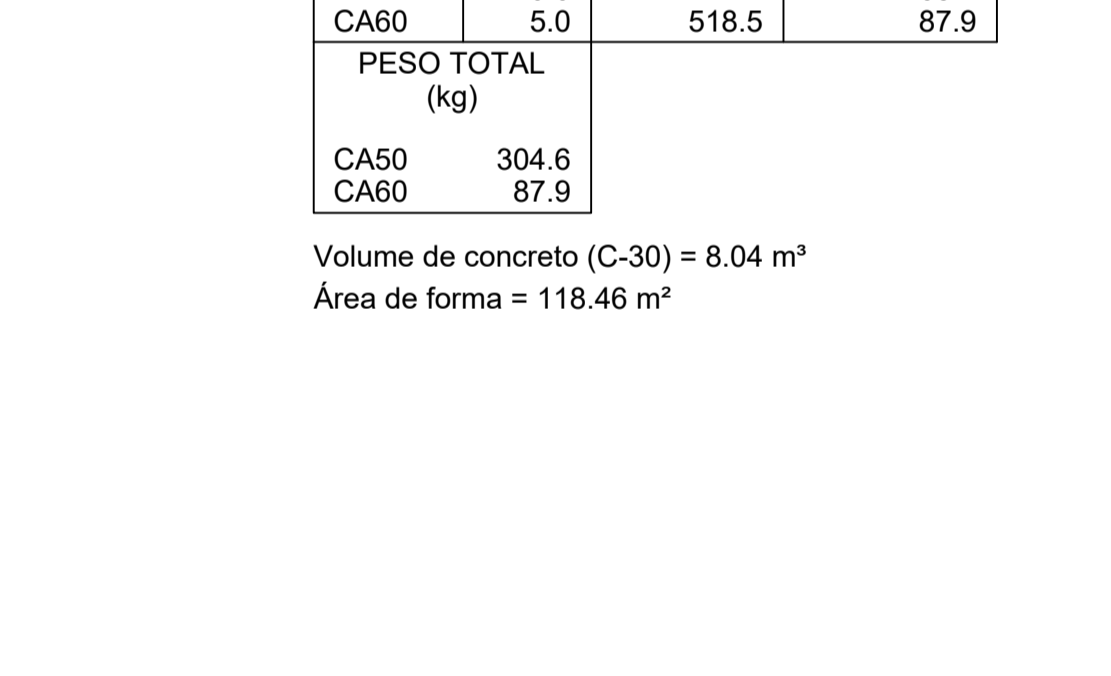 CA60 5.0 518.5 87.9
PESO TOTAL
(kg)
CA50 304.6
CA60 87.9
Volume de concreto (C-30) = 8.04 m³
Área de forma = 118.46 m²